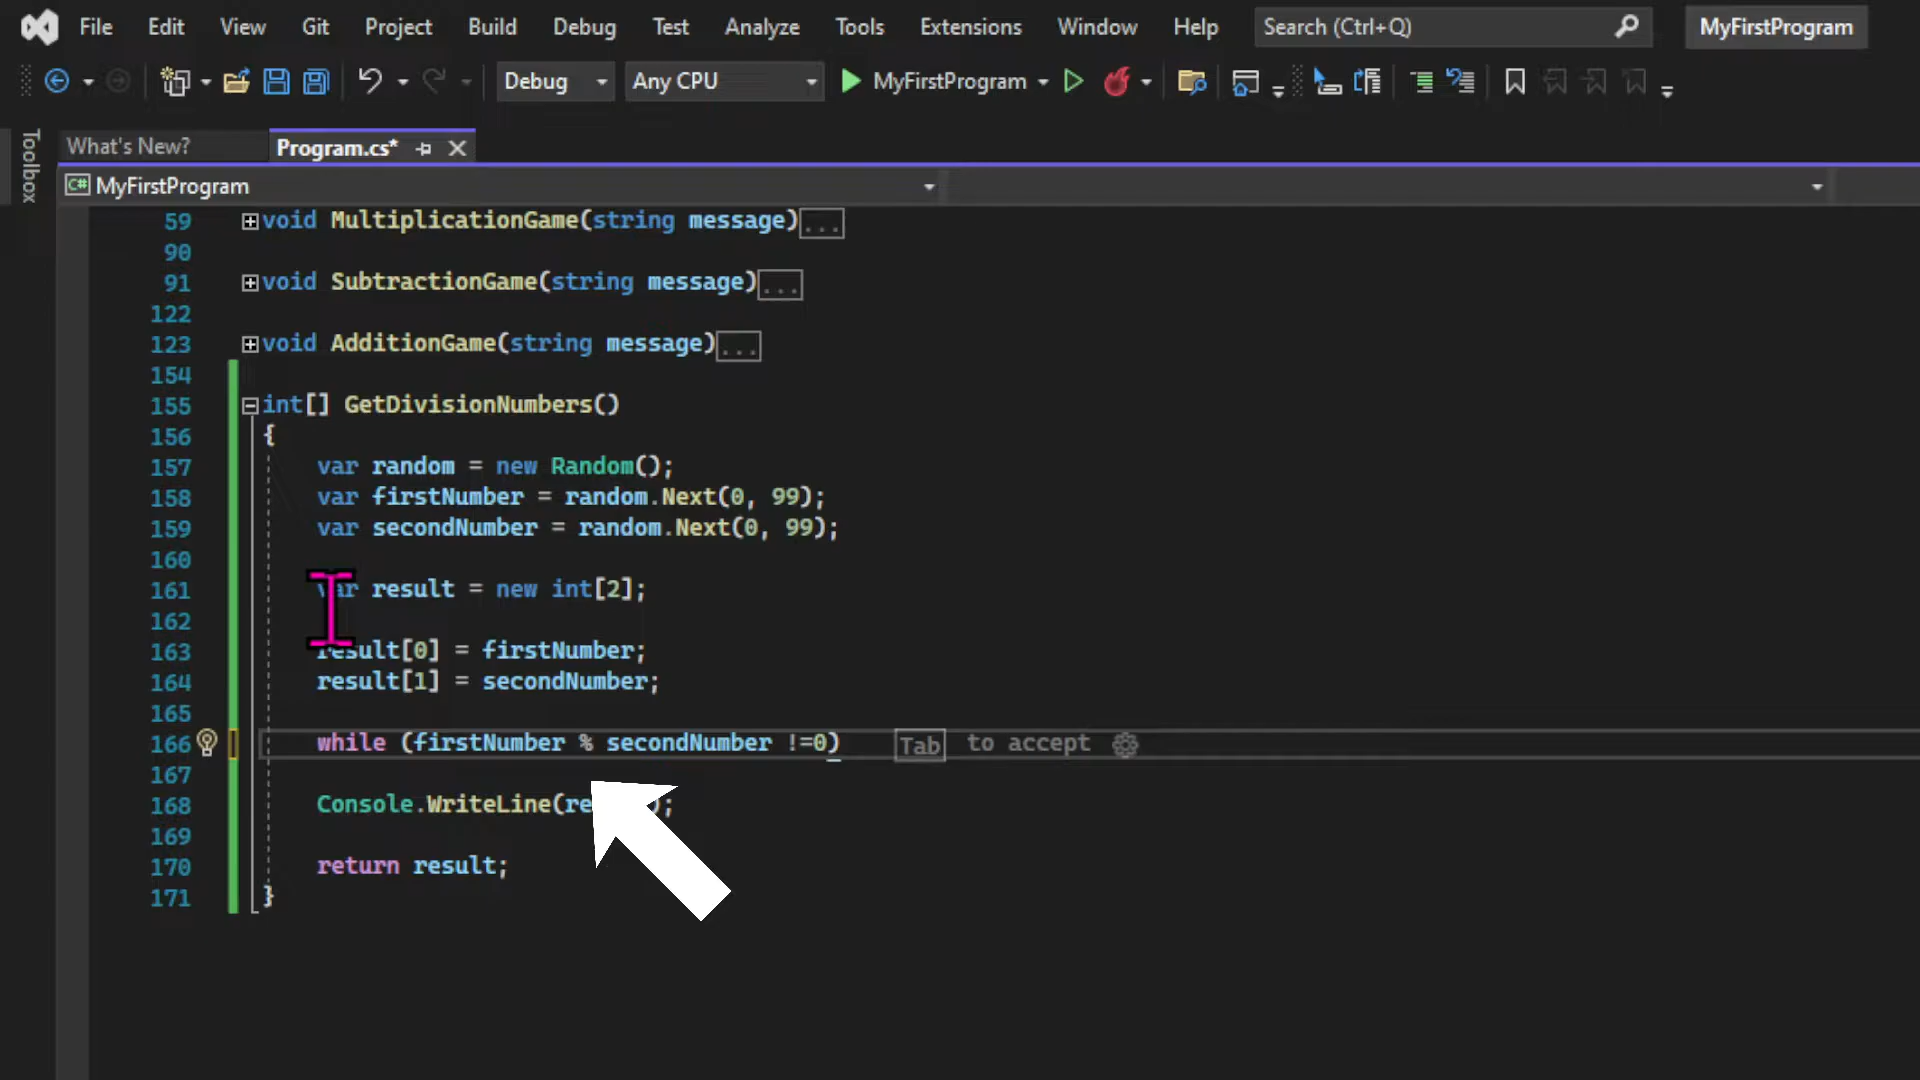 File Edit View Git Project Build Debug Test Analyze Tools Extensions Window Help Search (Ctrl+Q) MyFirstProgram
Debug Any CPU MyFirstProgram
Toolbox
What's New? Program.cs*
C# MyFirstProgram
59 void MultiplicationGame(string message)...
90
91 void SubtractionGame(string message)...
122
123 void AdditionGame(string message)...
154
155 int[] GetDivisionNumbers()
156 {
157 var random = new Random();
158 var firstNumber = random.Next(0, 99);
159 var secondNumber = random.Next(0, 99);
160
161 var result = new int[2];
162
163 result[0] = firstNumber;
164 result[1] = secondNumber;
165
166 while (firstNumber % secondNumber !=0) Tab to accept
167
168 Console.WriteLine(re );
169
170 return result;
171 }